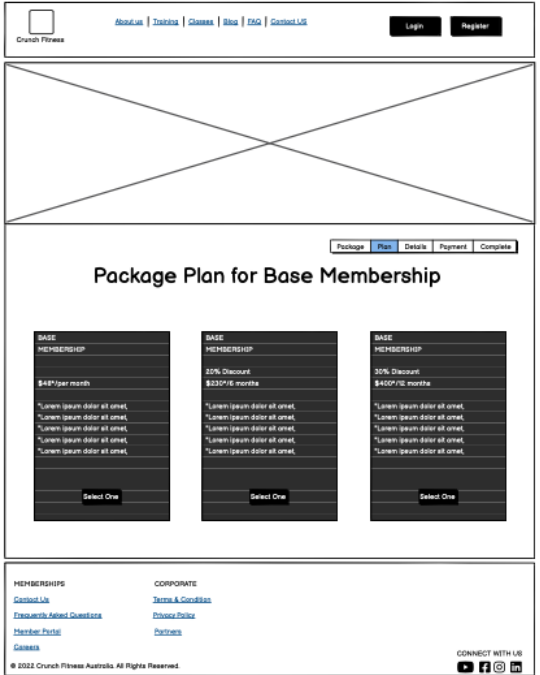 Crunch Fitness
About us | Training | Classes | Blog | FAQ | Contact US
Login
Register
Package
Plan
Details
Payment
Complete
Package Plan for Base Membership
BASE
MEMBERSHIP
$48*/per month
*Lorem ipsum dolor sit amet,
*Lorem ipsum dolor sit amet,
*Lorem ipsum dolor sit amet,
*Lorem ipsum dolor sit amet,
*Lorem ipsum dolor sit amet,
Select One
BASE
MEMBERSHIP
20% Discount
$230*/6 months
*Lorem ipsum dolor sit amet,
*Lorem ipsum dolor sit amet,
*Lorem ipsum dolor sit amet,
*Lorem ipsum dolor sit amet,
*Lorem ipsum dolor sit amet,
Select One
BASE
MEMBERSHIP
30% Discount
$400*/12 months
*Lorem ipsum dolor sit amet,
*Lorem ipsum dolor sit amet,
*Lorem ipsum dolor sit amet,
*Lorem ipsum dolor sit amet,
*Lorem ipsum dolor sit amet,
Select One
MEMBERSHIPS
Contact Us
Frequently Asked Questions
Member Portal
Careers
CORPORATE
Terms & Condition
Privacy Policy
Partners
© 2022 Crunch Fitness Australia. All Rights Reserved.
CONNECT WITH US